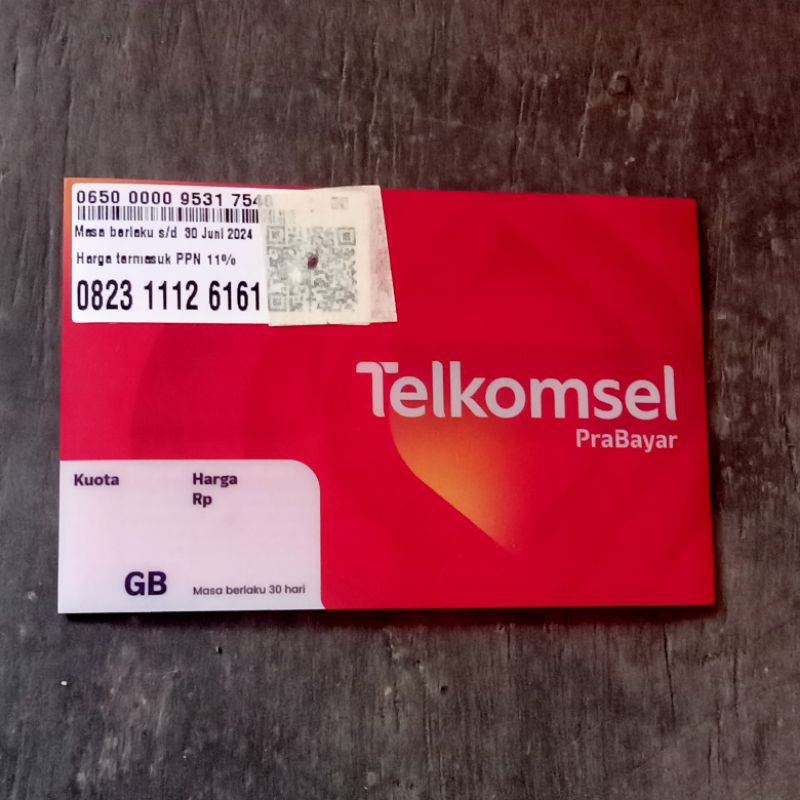 0650 0000 9531 7540
Masa berlaku s/d 30 Juni 2024
Harga termasuk PPN 11%
0823 1112 6161
Telkomsel
PraBayar
Kuota
Harga
Rp
GB
Masa berlaku 30 hari